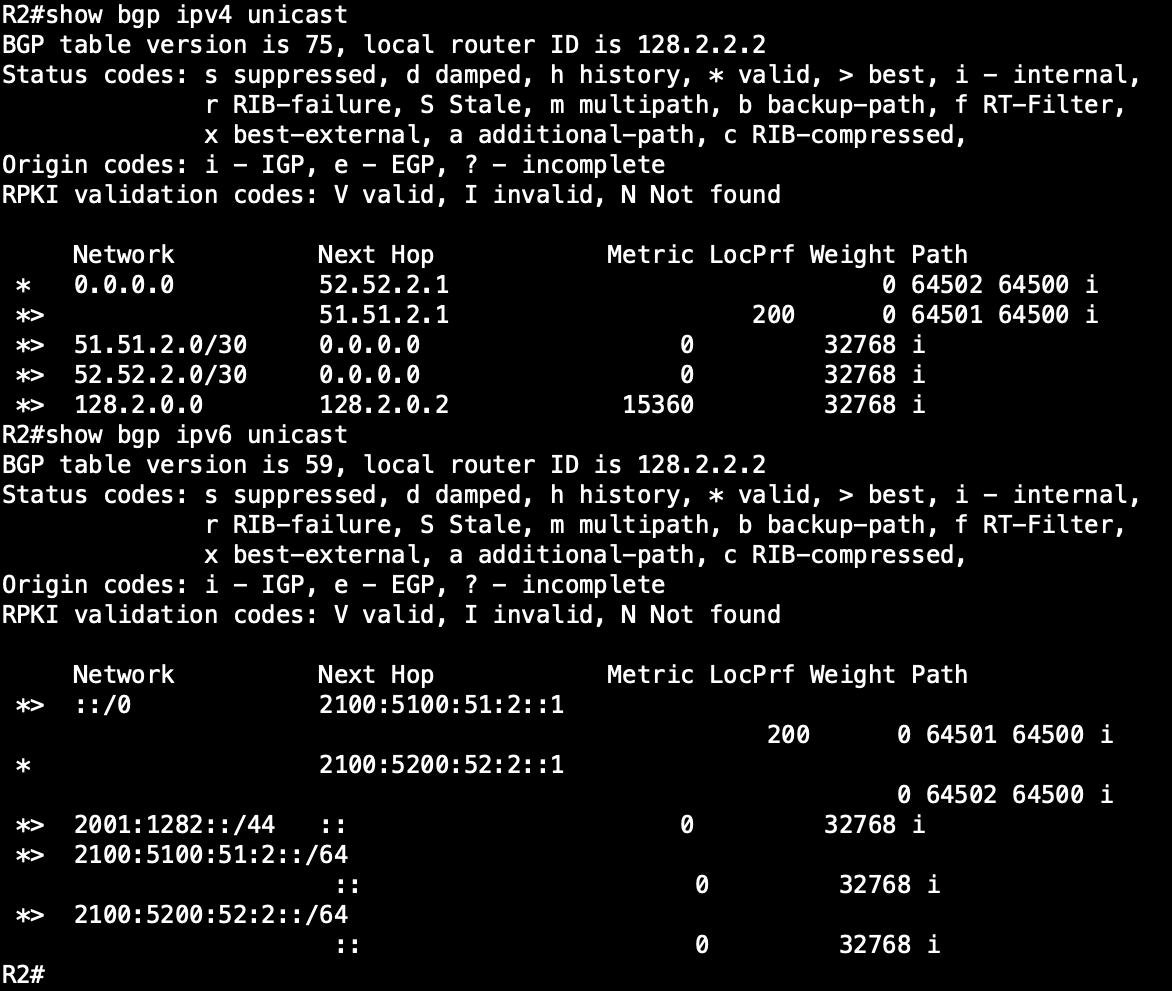 R2#show bgp ipv4 unicast
BGP table version is 75, local router ID is 128.2.2.2
Status codes: s suppressed, d damped, h history, * valid, > best, i - internal,
              r RIB-failure, S Stale, m multipath, b backup-path, f RT-Filter,
              x best-external, a additional-path, c RIB-compressed,
Origin codes: i - IGP, e - EGP, ? - incomplete
RPKI validation codes: V valid, I invalid, N Not found

     Network          Next Hop            Metric LocPrf Weight Path
 *   0.0.0.0          52.52.2.1                              0 64502 64500 i
 *>                   51.51.2.1                     200      0 64501 64500 i
 *>  51.51.2.0/30     0.0.0.0                  0         32768 i
 *>  52.52.2.0/30     0.0.0.0                  0         32768 i
 *>  128.2.0.0        128.2.0.2            15360         32768 i
R2#show bgp ipv6 unicast
BGP table version is 59, local router ID is 128.2.2.2
Status codes: s suppressed, d damped, h history, * valid, > best, i - internal,
              r RIB-failure, S Stale, m multipath, b backup-path, f RT-Filter,
              x best-external, a additional-path, c RIB-compressed,
Origin codes: i - IGP, e - EGP, ? - incomplete
RPKI validation codes: V valid, I invalid, N Not found

     Network          Next Hop            Metric LocPrf Weight Path
 *>  ::/0             2100:5100:51:2::1
                                                     200      0 64501 64500 i
 *                    2100:5200:52:2::1
                                                              0 64502 64500 i
 *>  2001:1282::/44   ::                       0         32768 i
 *>  2100:5100:51:2::/64
                       ::                       0         32768 i
 *>  2100:5200:52:2::/64
                       ::                       0         32768 i
R2#